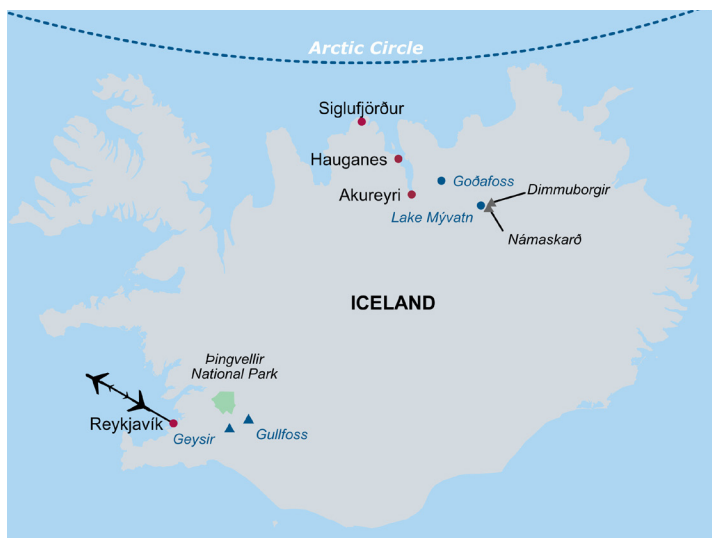 Arctic Circle
Siglufjörður
Hauganes
Goðafoss
Dimmuborgir
Akureyri
Lake Mývatn
Námaskarð
ICELAND
Þingvellir
National Park
Reykjavík
Geysir
Gullfoss